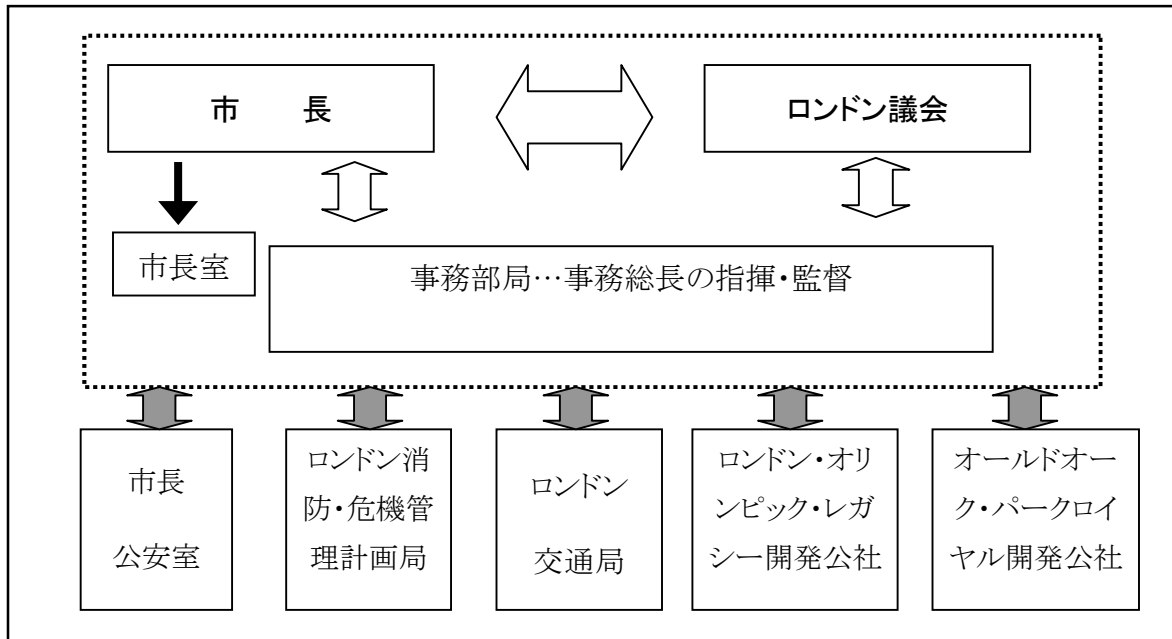 市　　長
ロンドン議会
市長室
事務部局…事務総長の指揮・監督
市長
公安室
ロンドン消
防・危機管
理計画局
ロンドン
交通局
ロンドン・オリ
ンピック・レガ
シー開発公社
オールドオー
ク・パークロイ
ヤル開発公社